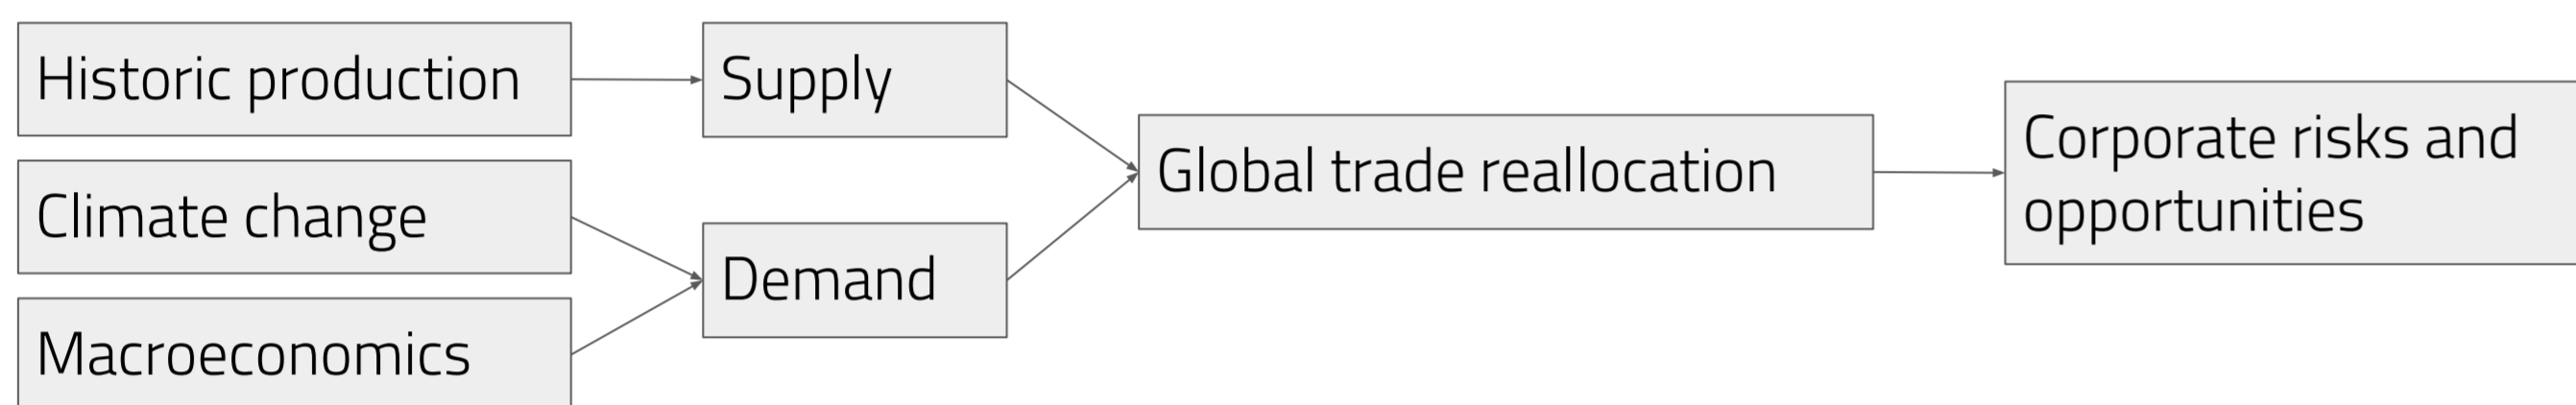 Historic production
Supply
Climate change
Demand
Macroeconomics
Global trade reallocation
Corporate risks and
opportunities